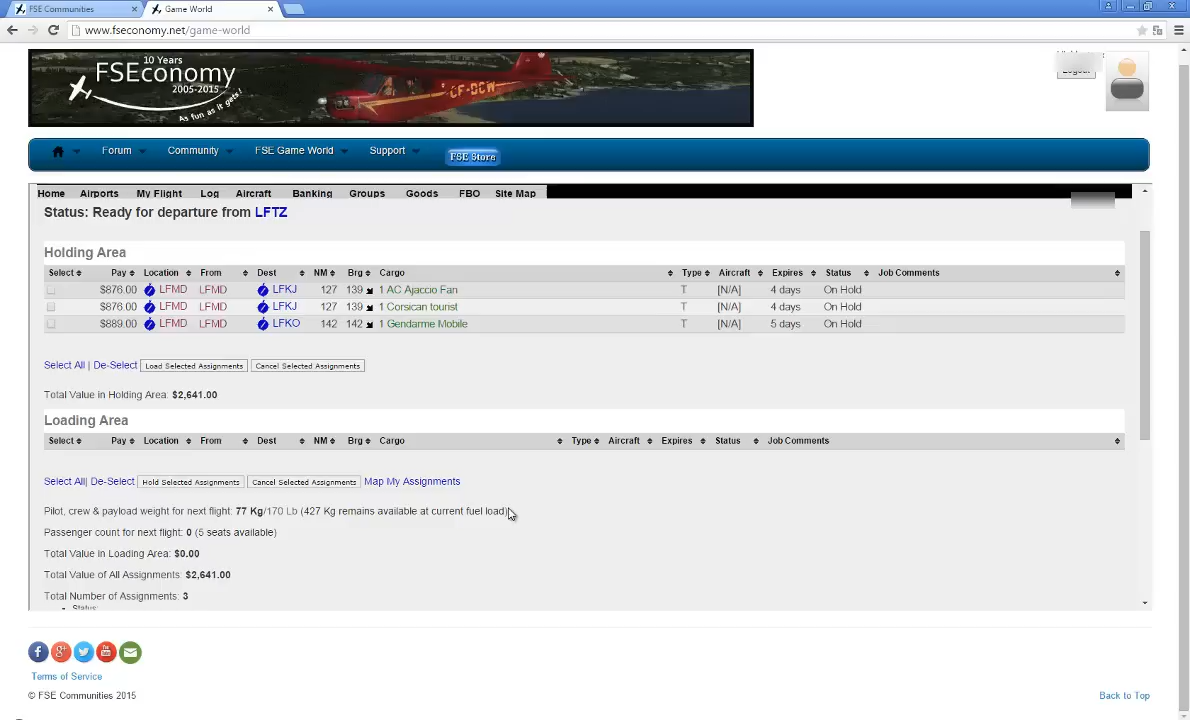 FSE Communities
Game World
www.fseconomy.net/game-world
10 Years
FSEconomy
2005-2015
As fun as it gets!
CF-DCW
Forum
Community
FSE Game World
Support
FSE Store
Home Airports My Flight Log Aircraft Banking Groups Goods FBO Site Map
Status: Ready for departure from LFTZ
Holding Area
Select Pay Location From Dest NM Brg Cargo Type Aircraft Expires Status Job Comments
$876.00 LFMD LFMD LFKJ 127 139 1 AC Ajaccio Fan T [N/A] 4 days On Hold
$876.00 LFMD LFMD LFKJ 127 139 1 Corsican tourist T [N/A] 4 days On Hold
$889.00 LFMD LFMD LFKO 142 142 1 Gendarme Mobile T [N/A] 5 days On Hold
Select All | De-Select Load Selected Assignments Cancel Selected Assignments
Total Value in Holding Area: $2,641.00
Loading Area
Select Pay Location From Dest NM Brg Cargo Type Aircraft Expires Status Job Comments
Select All| De-Select Hold Selected Assignments Cancel Selected Assignments Map My Assignments
Pilot, crew & payload weight for next flight: 77 Kg/170 Lb (427 Kg remains available at current fuel load)
Passenger count for next flight: 0 (5 seats available)
Total Value in Loading Area: $0.00
Total Value of All Assignments: $2,641.00
Total Number of Assignments: 3
Status:
Terms of Service
© FSE Communities 2015
Back to Top